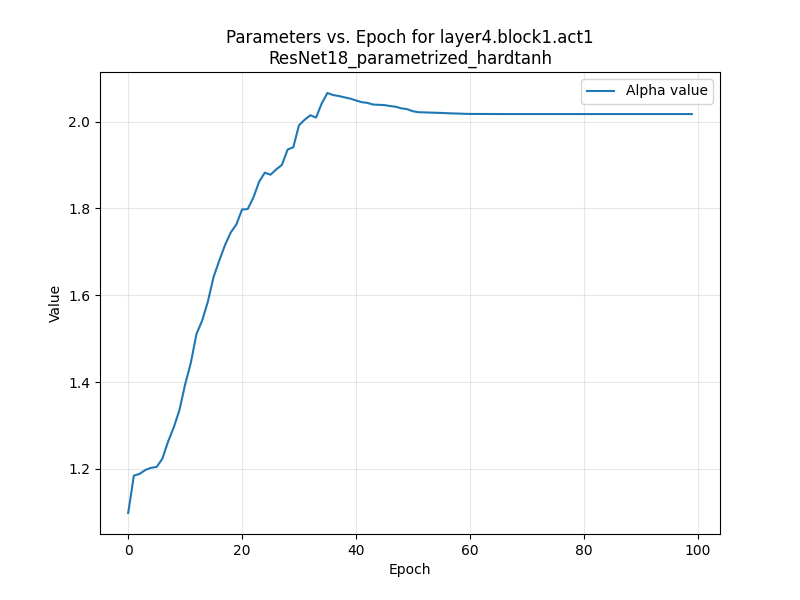 Parameters vs. Epoch for layer4.block1.act1
ResNet18_parametrized_hardtanh
Alpha value
2.0
1.8
1.6
1.4
1.2
Value
0 20 40 60 80 100
Epoch